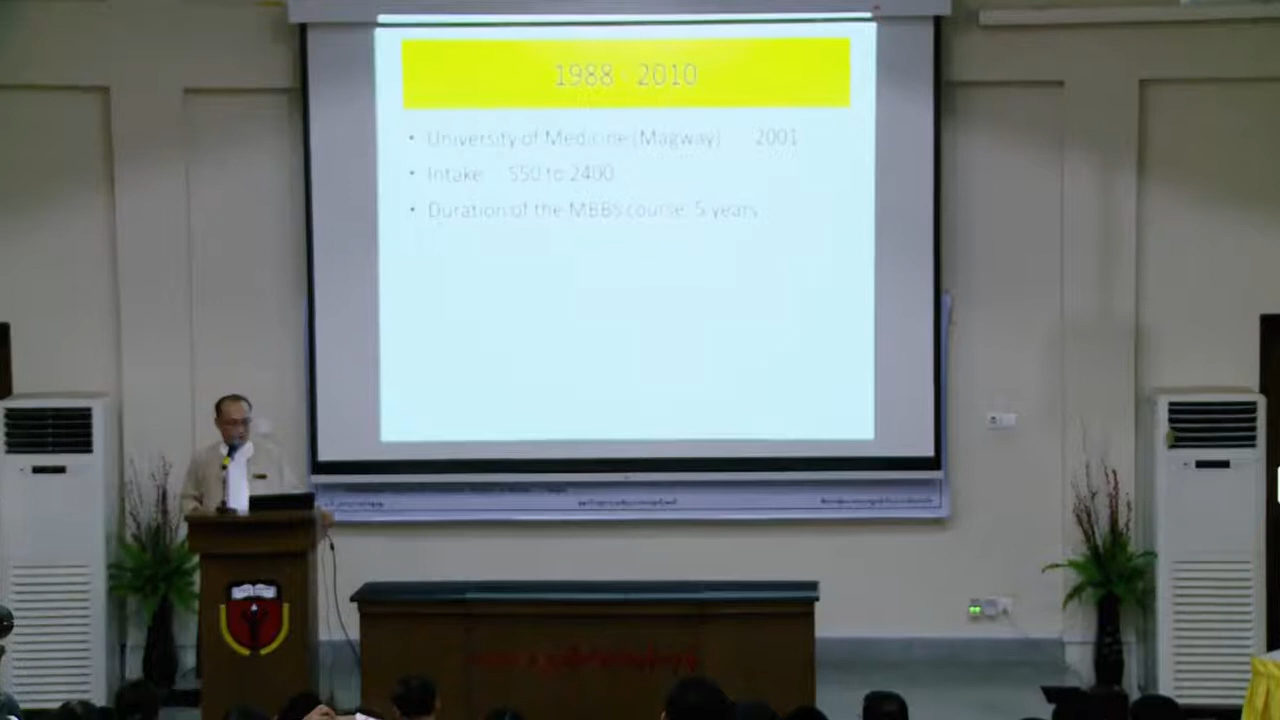 1988 - 2010
• University of Medicine (Magway) 2001
• Intake 550 to 2400
• Duration of the MBBS course: 5 years